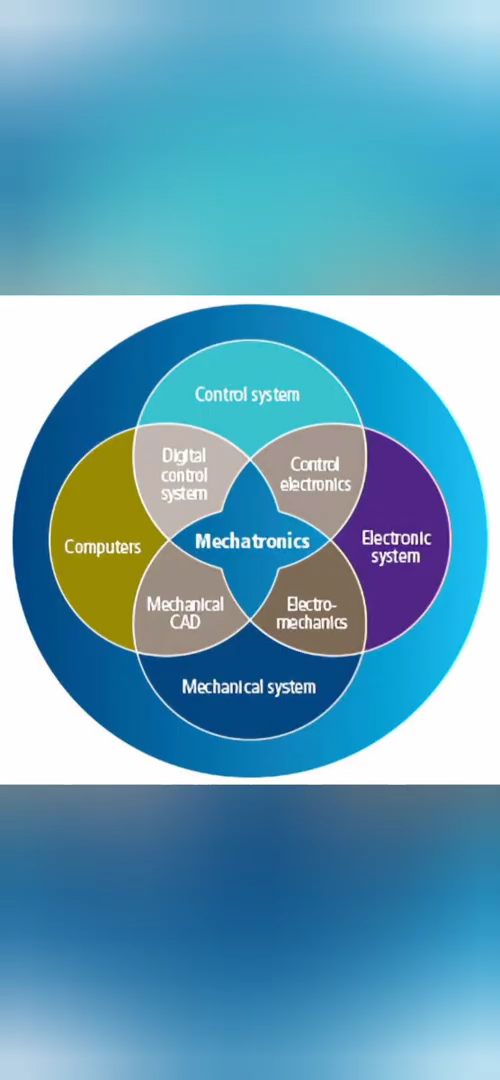 Control system
Digital
control
system
Control
electronics
Computers
Mechatronics
Electronic
system
Mechanical
CAD
Electro-
mechanics
Mechanical system